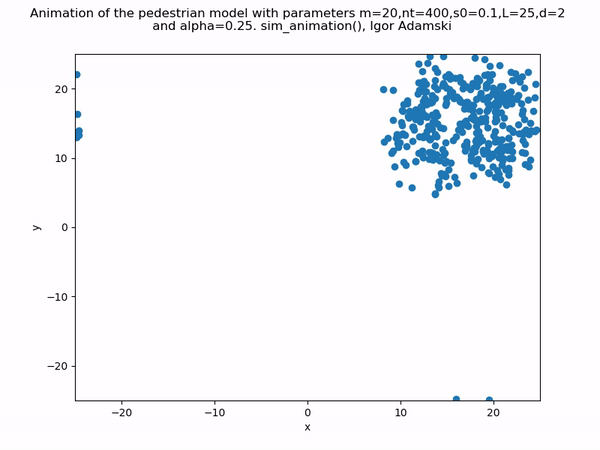 Animation of the pedestrian model with parameters m=20,nt=400,s0=0.1,L=25,d=2
and alpha=0.25. sim_animation(), Igor Adamski
20
10
0
−10
−20
y
−20 −10 0 10 20
x